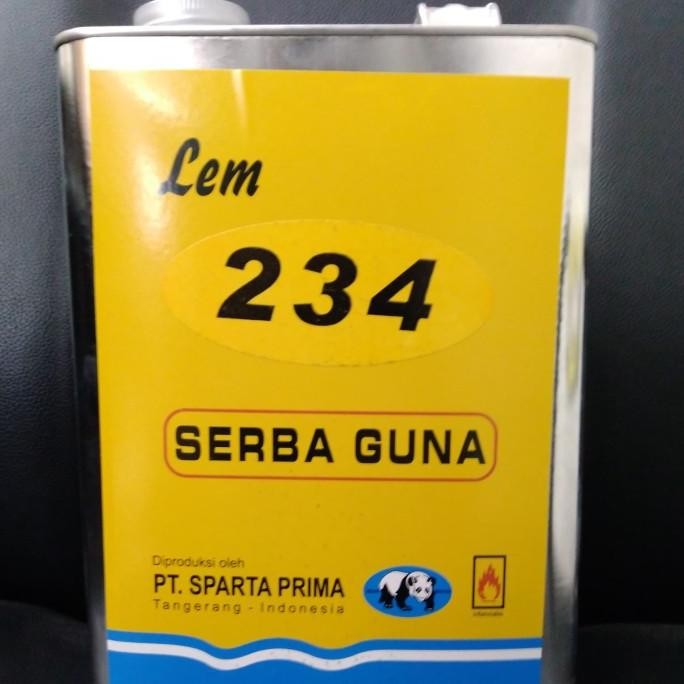 Lem
234
SERBA GUNA
Diproduksi oleh
PT. SPARTA PRIMA
Tangerang - Indonesia